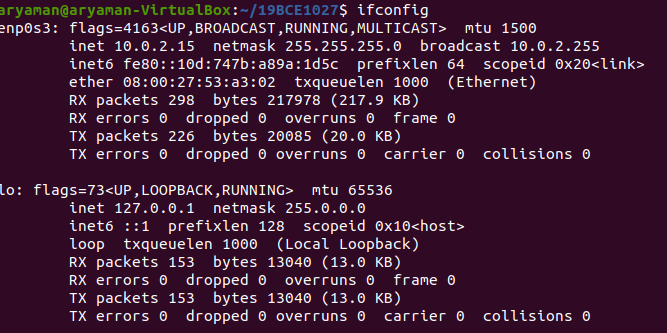 aryaman@aryaman-VirtualBox:~/19BCE1027$ ifconfig
enp0s3: flags=4163<UP,BROADCAST,RUNNING,MULTICAST>  mtu 1500
        inet 10.0.2.15  netmask 255.255.255.0  broadcast 10.0.2.255
        inet6 fe80::10d:747b:a89a:1d5c  prefixlen 64  scopeid 0x20<link>
        ether 08:00:27:53:a3:02  txqueuelen 1000  (Ethernet)
        RX packets 298  bytes 217978 (217.9 KB)
        RX errors 0  dropped 0  overruns 0  frame 0
        TX packets 226  bytes 20085 (20.0 KB)
        TX errors 0  dropped 0 overruns 0  carrier 0  collisions 0

lo: flags=73<UP,LOOPBACK,RUNNING>  mtu 65536
        inet 127.0.0.1  netmask 255.0.0.0
        inet6 ::1  prefixlen 128  scopeid 0x10<host>
        loop  txqueuelen 1000  (Local Loopback)
        RX packets 153  bytes 13040 (13.0 KB)
        RX errors 0  dropped 0  overruns 0  frame 0
        TX packets 153  bytes 13040 (13.0 KB)
        TX errors 0  dropped 0 overruns 0  carrier 0  collisions 0